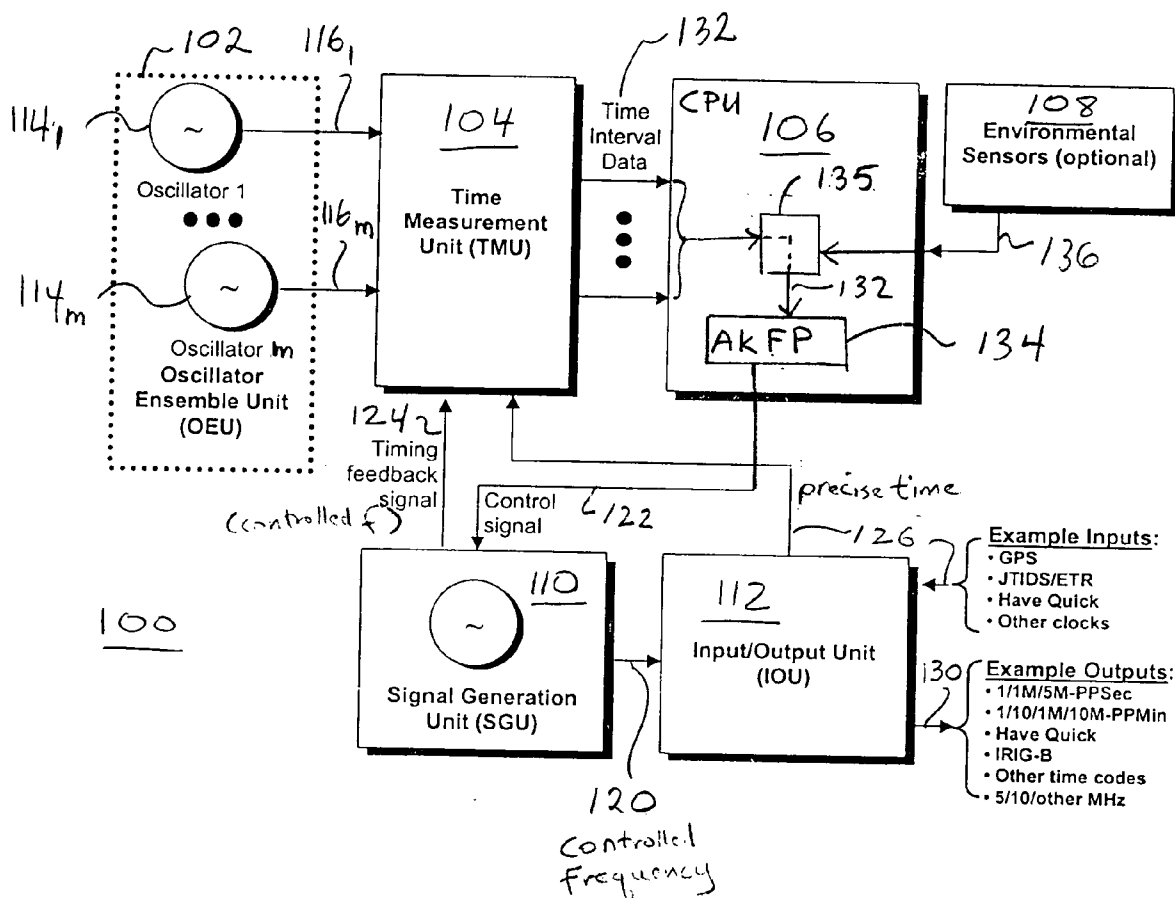 102
116₁
132
114₁
~
Oscillator 1
116ₘ
114ₘ
~
Oscillator m
Oscillator
Ensemble Unit
(OEU)
104
Time
Measurement
Unit (TMU)
Time
Interval
Data
CPU
106
135
132
AKFP
134
108
Environmental
Sensors (optional)
136
124
Timing
feedback
signal
(controlled f)
Control
signal
122
precise time
126
100
110
~
Signal Generation
Unit (SGU)
112
Input/Output Unit
(IOU)
120
Controlled
Frequency
Example Inputs:
• GPS
• JTIDS/ETR
• Have Quick
• Other clocks
130
Example Outputs:
• 1/1M/5M-PPSec
• 1/10/1M/10M-PPMin
• Have Quick
• IRIG-B
• Other time codes
• 5/10/other MHz